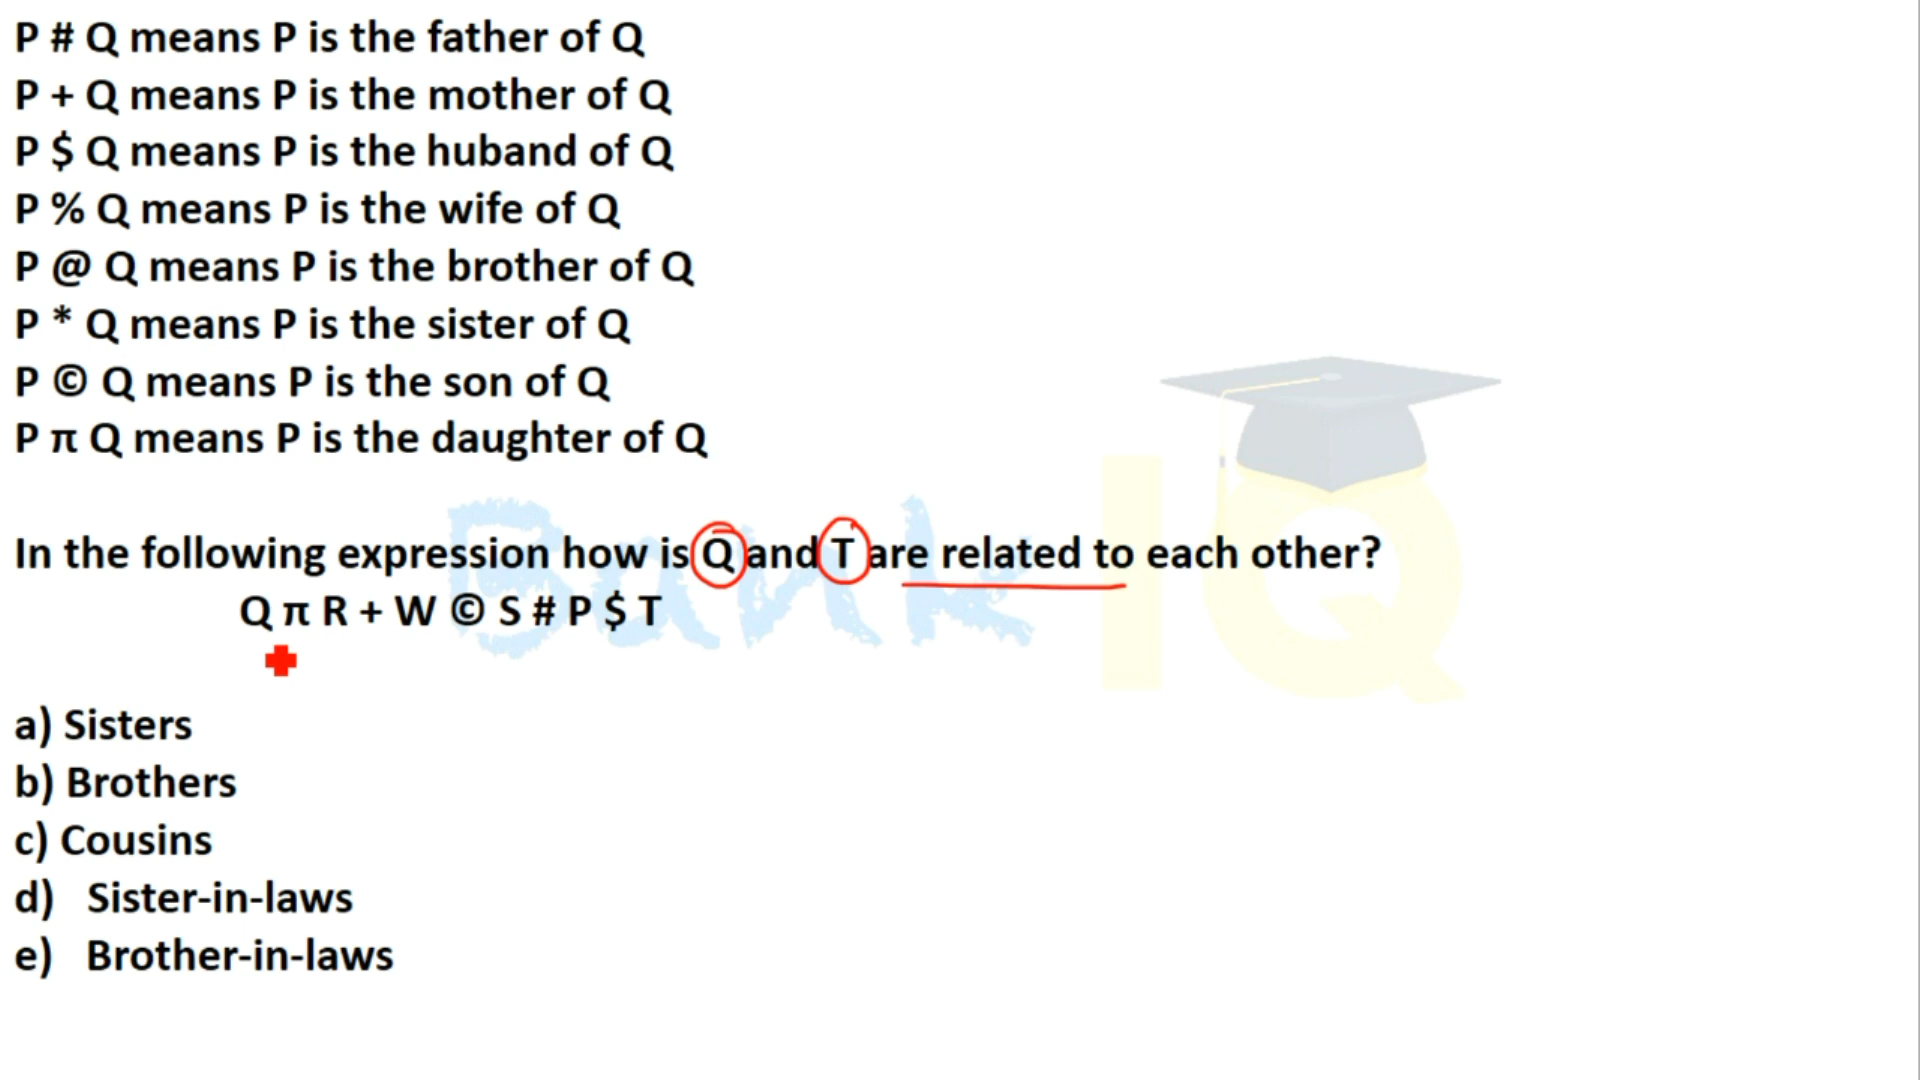 P # Q means P is the father of Q
P + Q means P is the mother of Q
P $ Q means P is the huband of Q
P % Q means P is the wife of Q
P @ Q means P is the brother of Q
P * Q means P is the sister of Q
P © Q means P is the son of Q
P π Q means P is the daughter of Q
In the following expression how is Q and T are related to each other?
Q π R + W © S # P $ T
Bank IQ
a) Sisters
b) Brothers
c) Cousins
d) Sister-in-laws
e) Brother-in-laws